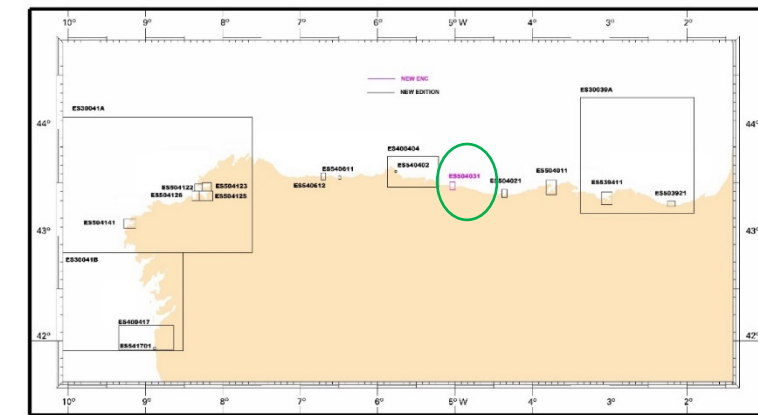 10° 9° 8° 7° 6° 5° W 4° 3° 2°
NEW ENC
NEW EDITION
ES30041A
ES30039A
44° 44°
ES400404
ES540402
ES540611
ES540612
ES504031
ES504021
ES504911
ES539411
ES503921
ES504122
ES504123
ES504126
ES504125
ES504141
43° 43°
ES30041B
ES400417
ES541701
42° 42°
10° 9° 8° 7° 6° 5° W 4° 3° 2°